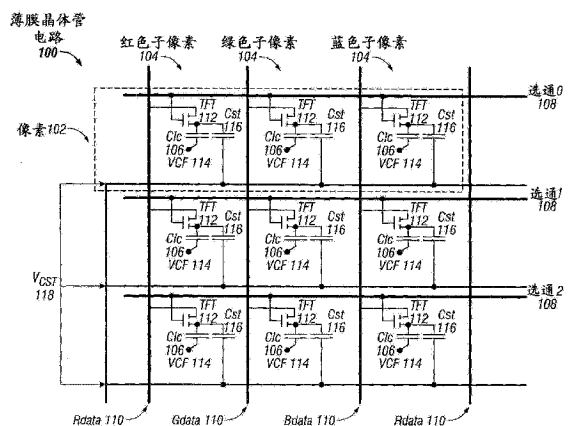 薄膜晶体管
电路
100
红色子像素
104
绿色子像素
104
蓝色子像素
104
选通0
108
像素102
TFT
112
Cst
116
Clc
106
VCF 114
TFT
112
Cst
116
Clc
106
VCF 114
TFT
112
Cst
116
Clc
106
VCF 114
选通1
108
TFT
112
Cst
116
Clc
106
VCF 114
TFT
112
Cst
116
Clc
106
VCF 114
TFT
112
Cst
116
Clc
106
VCF 114
VCST
118
选通2
108
TFT
112
Cst
116
Clc
106
VCF 114
TFT
112
Cst
116
Clc
106
VCF 114
TFT
112
Cst
116
Clc
106
VCF 114
Rdata 110
Gdata 110
Bdata 110
Rdata 110